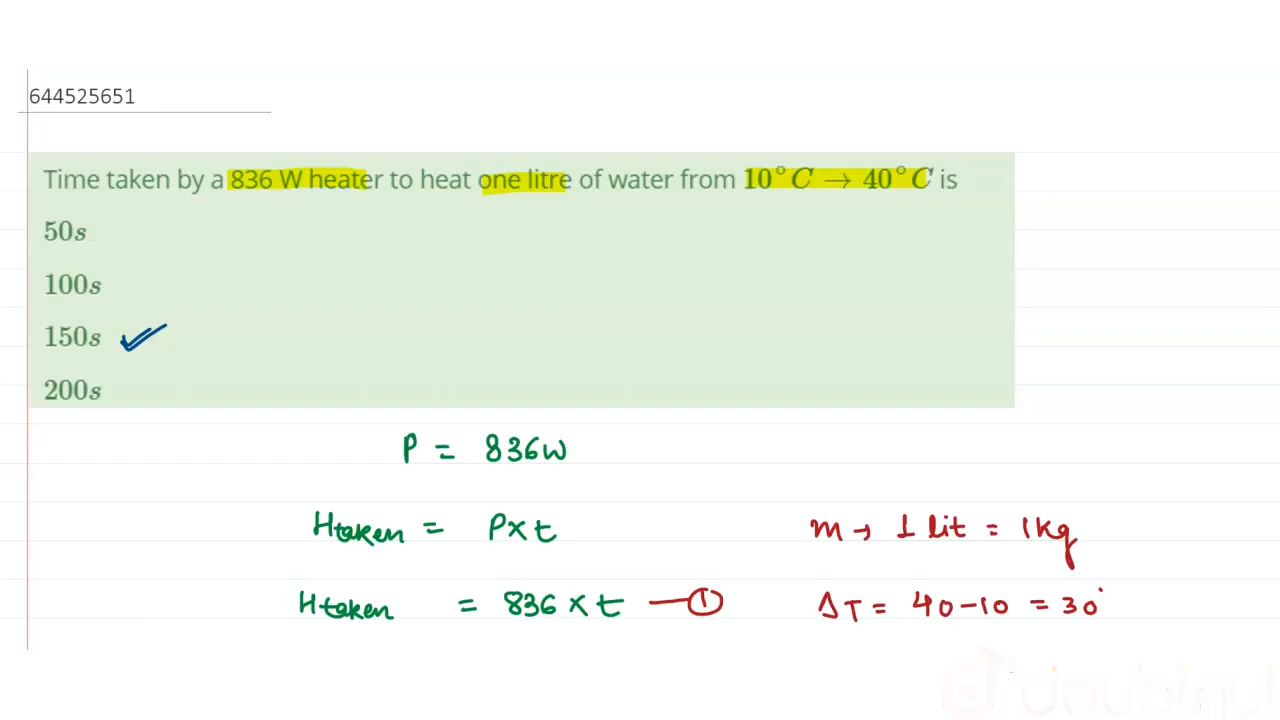 644525651
Time taken by a 836 W heater to heat one litre of water from 10°C → 40°C is
50s
100s
150s
200s
P = 836W
Htaken = P×t
m → 1 lit = 1kg
Htaken = 836 × t —①
ΔT = 40-10 = 30°
doubtnut